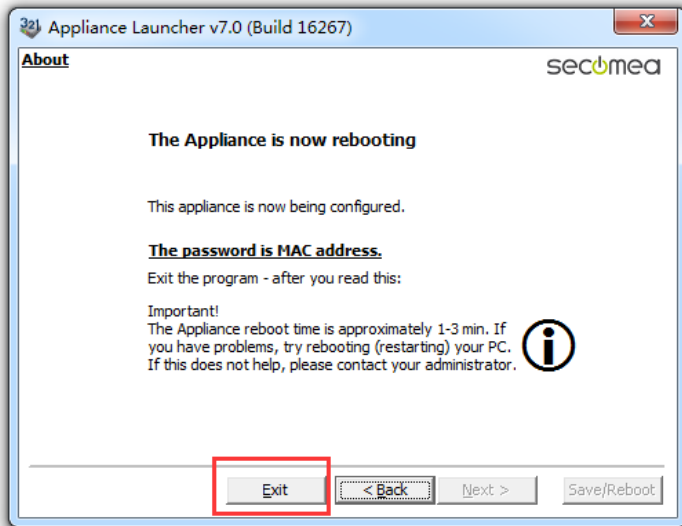 Appliance Launcher v7.0 (Build 16267)
About
secomea
The Appliance is now rebooting
This appliance is now being configured.
The password is MAC address.
Exit the program - after you read this:
Important!
The Appliance reboot time is approximately 1-3 min. If
you have problems, try rebooting (restarting) your PC.
If this does not help, please contact your administrator.
Exit
< Back
Next >
Save/Reboot